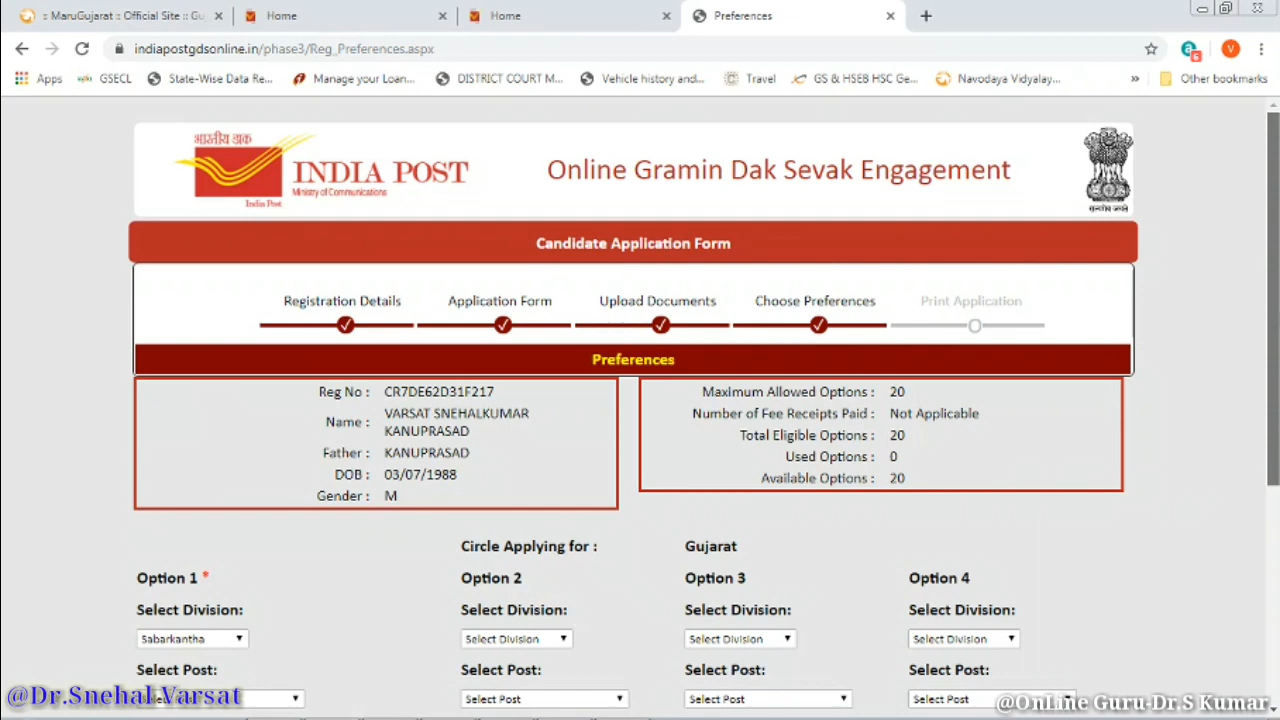 :: MaruGujarat :: Official Site :: Gu
Home
Home
Preferences
indiapostgdsonline.in/phase3/Reg_Preferences.aspx
V
6
Apps
GSECL
State-Wise Data Re...
Manage your Loan...
DISTRICT COURT M...
Vehicle history and...
Travel
GS & HSEB HSC Ge...
Navodaya Vidyalay...
»
Other bookmarks
भारतीय डाक
INDIA POST
Ministry of Communications
India Post
Online Gramin Dak Sevak Engagement
सत्यमेव जयते
Candidate Application Form
Registration Details
Application Form
Upload Documents
Choose Preferences
Print Application
Preferences
Reg No : CR7DE62D31F217
Name : VARSAT SNEHALKUMAR
KANUPRASAD
Father : KANUPRASAD
DOB : 03/07/1988
Gender : M
Maximum Allowed Options : 20
Number of Fee Receipts Paid : Not Applicable
Total Eligible Options : 20
Used Options : 0
Available Options : 20
Circle Applying for : Gujarat
Option 1 * Option 2 Option 3 Option 4
Select Division: Select Division: Select Division: Select Division:
Sabarkantha Select Division Select Division Select Division
Select Post: Select Post: Select Post: Select Post:
Select Post Select Post Select Post
@Dr.Snehal Varsat
@OnLine Guru-Dr.S Kumar